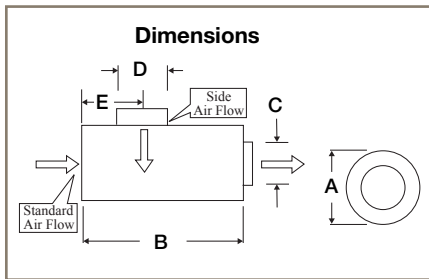 Dimensions
D
E
Side
Air Flow
C
A
Standard
Air Flow
B